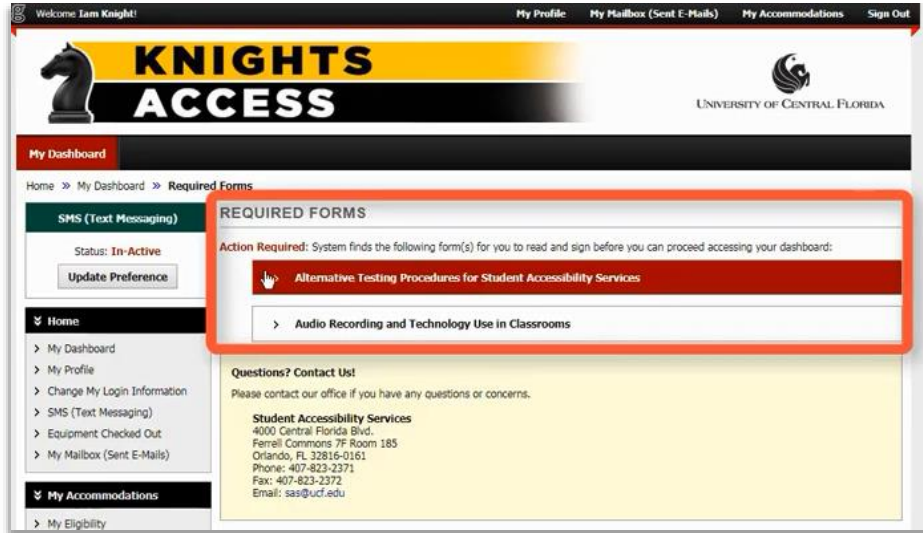 Welcome Iam Knight!
My Profile My Mailbox (Sent E-Mails) My Accommodations Sign Out
KNIGHTS
ACCESS
UNIVERSITY OF CENTRAL FLORIDA
My Dashboard
Home » My Dashboard » Required Forms
SMS (Text Messaging)
Status: In-Active
Update Preference
Home
> My Dashboard
> My Profile
> Change My Login Information
> SMS (Text Messaging)
> Equipment Checked Out
> My Mailbox (Sent E-Mails)
My Accommodations
> My Eligibility
REQUIRED FORMS
Action Required: System finds the following form(s) for you to read and sign before you can proceed accessing your dashboard:
Alternative Testing Procedures for Student Accessibility Services
> Audio Recording and Technology Use in Classrooms
Questions? Contact Us!
Please contact our office if you have any questions or concerns.
Student Accessibility Services
4000 Central Florida Blvd.
Ferrell Commons 7F Room 185
Orlando, FL 32816-0161
Phone: 407-823-2371
Fax: 407-823-2372
Email: sas@ucf.edu